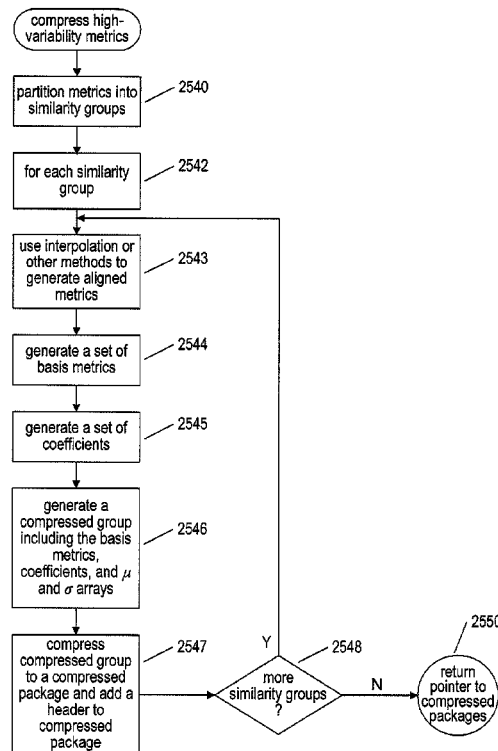 compress high-
variability metrics
partition metrics into
similarity groups
2540
for each similarity
group
2542
use interpolation or
other methods to
generate aligned
metrics
2543
generate a set of
basis metrics
2544
generate a set of
coefficients
2545
generate a
compressed group
including the basis
metrics,
coefficients, and μ
and σ arrays
2546
compress
compressed group
to a compressed
package and add a
header to
compressed
package
2547
Y
2548
more
similarity groups
?
N
2550
return
pointer to
compressed
packages